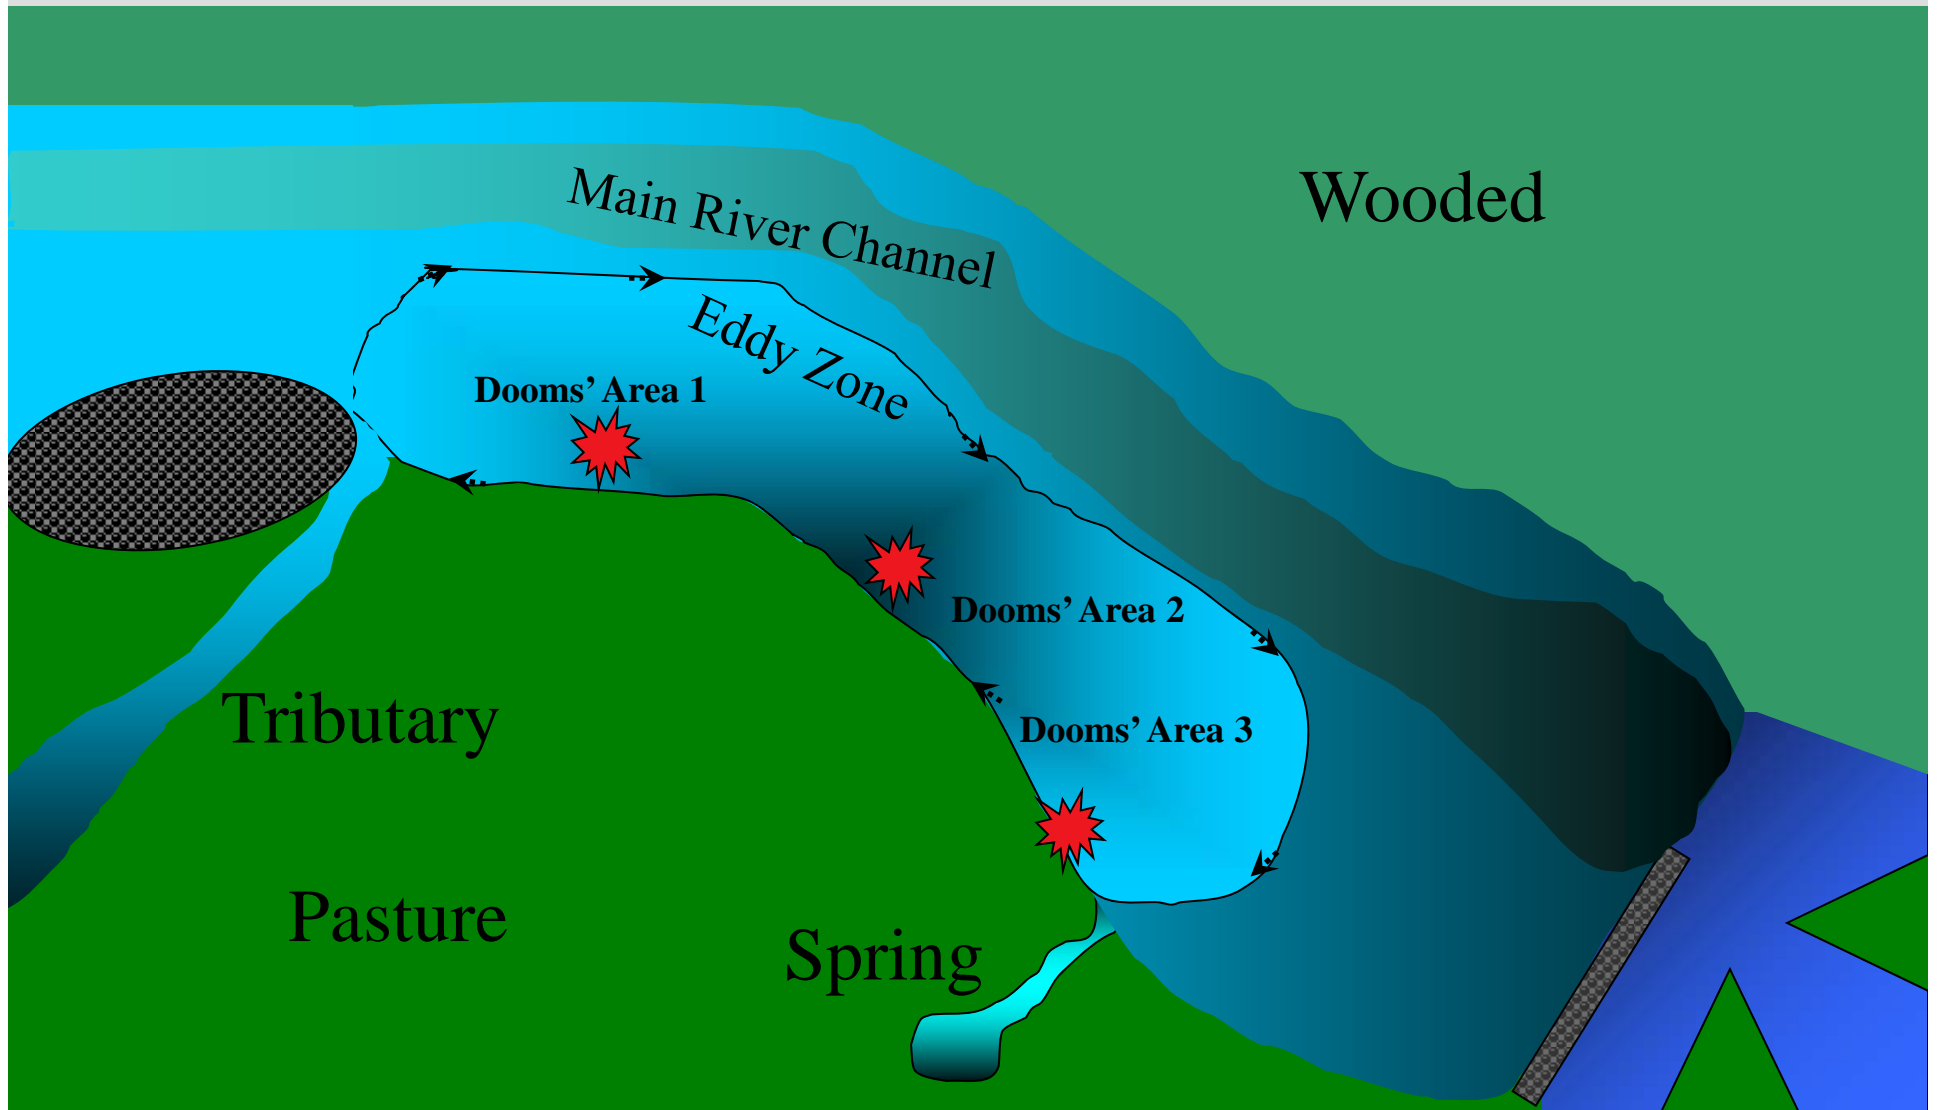 Wooded
Main River Channel
Eddy Zone
Dooms’ Area 1
Dooms’ Area 2
Dooms’ Area 3
Tributary
Pasture
Spring